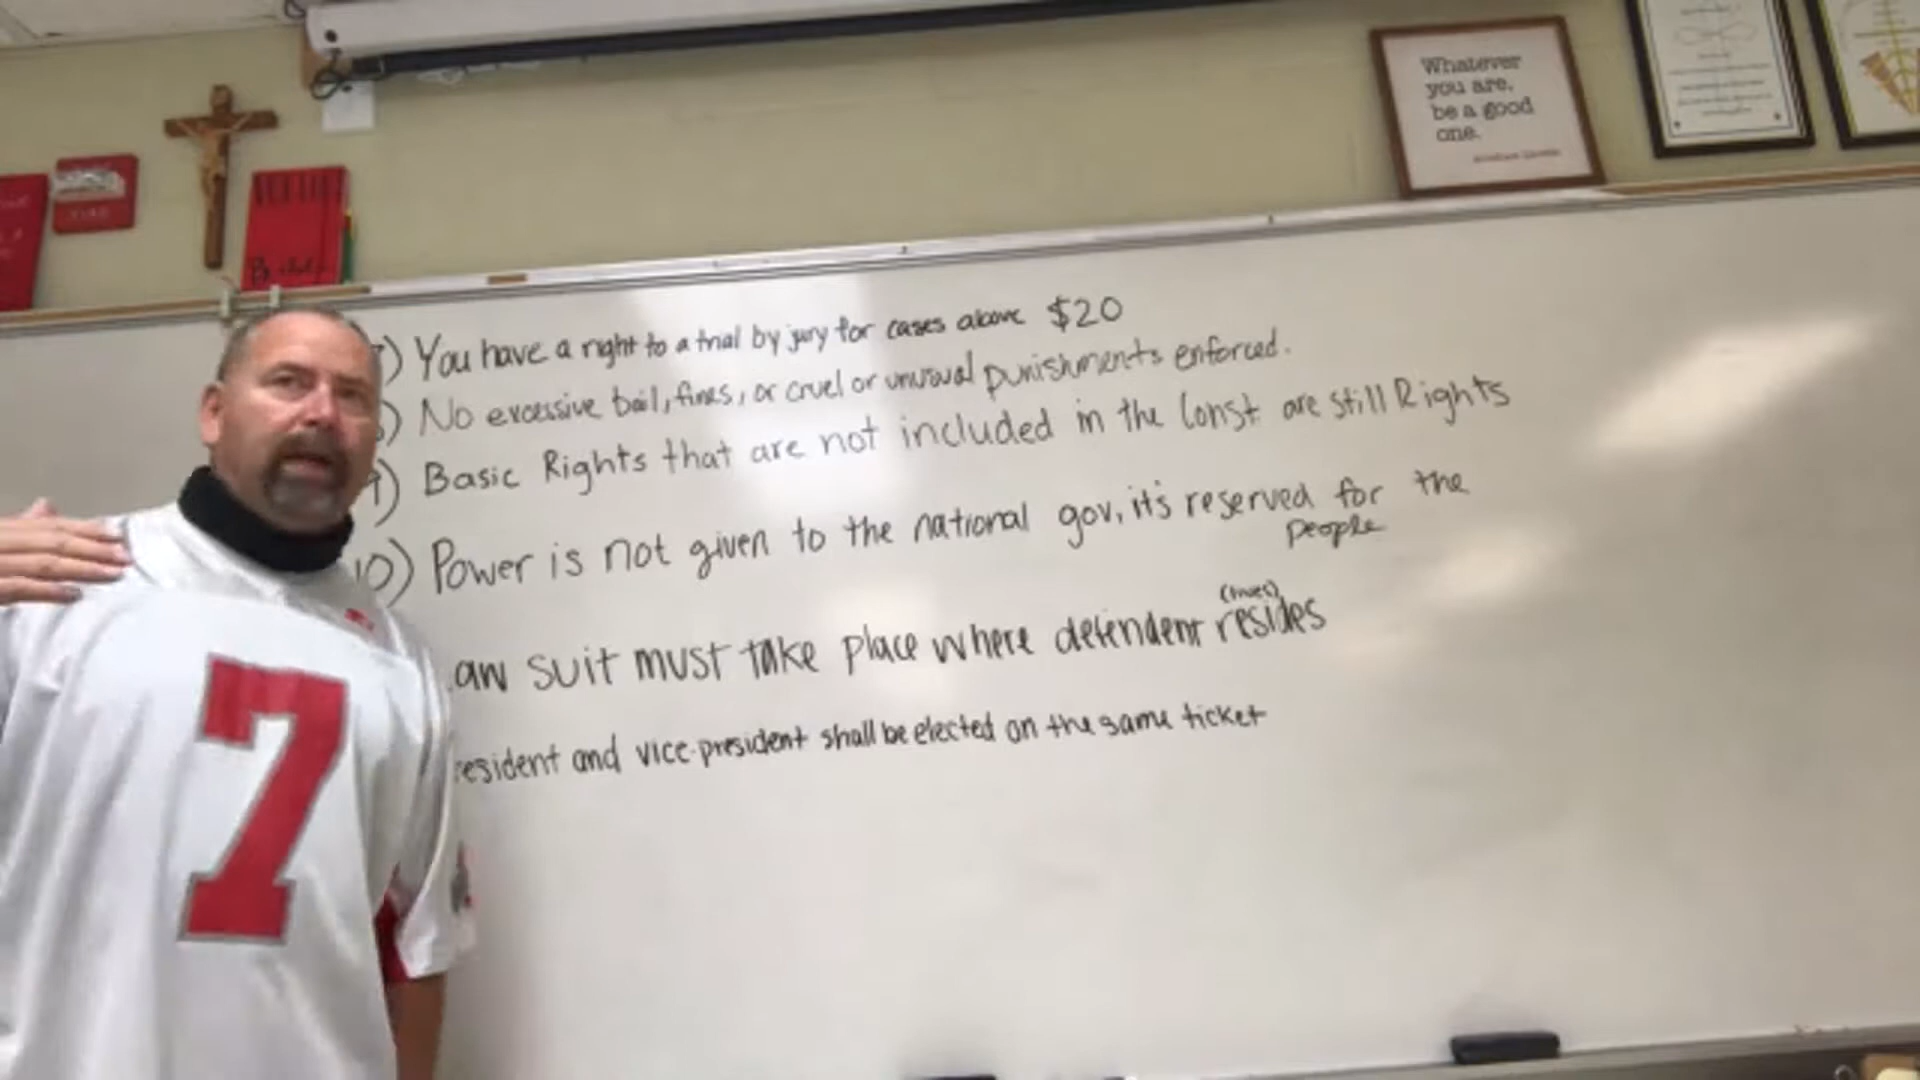 Whatever
you are,
be a good
one.
7) You have a right to a trial by jury for cases above $20
8) No excessive bail, fines, or cruel or unusual punishments enforced.
9) Basic Rights that are not included in the Const are still Rights
10) Power is not given to the national gov, it's reserved for the
people
(lives)
aw suit must take place where defendent resides
resident and vice-president shall be elected on the same ticket
7